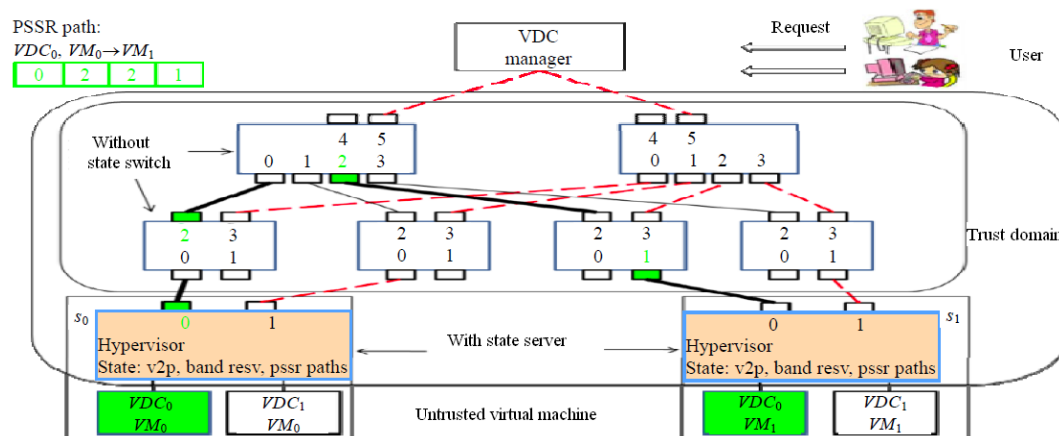 PSSR path:
VDC₀, VM₀→VM₁
0 2 2 1
VDC
manager
Request
User
Without
state switch
4 5
0 1 2 3
4 5
0 1 2 3
2 3
0 1
2 3
0 1
2 3
0 1
2 3
0 1
Trust domain
s₀
0 1
Hypervisor
State: v2p, band resv, pssr paths
With state server
s₁
0 1
Hypervisor
State: v2p, band resv, pssr paths
VDC₀
VM₀
VDC₁
VM₀
Untrusted virtual machine
VDC₀
VM₁
VDC₁
VM₁